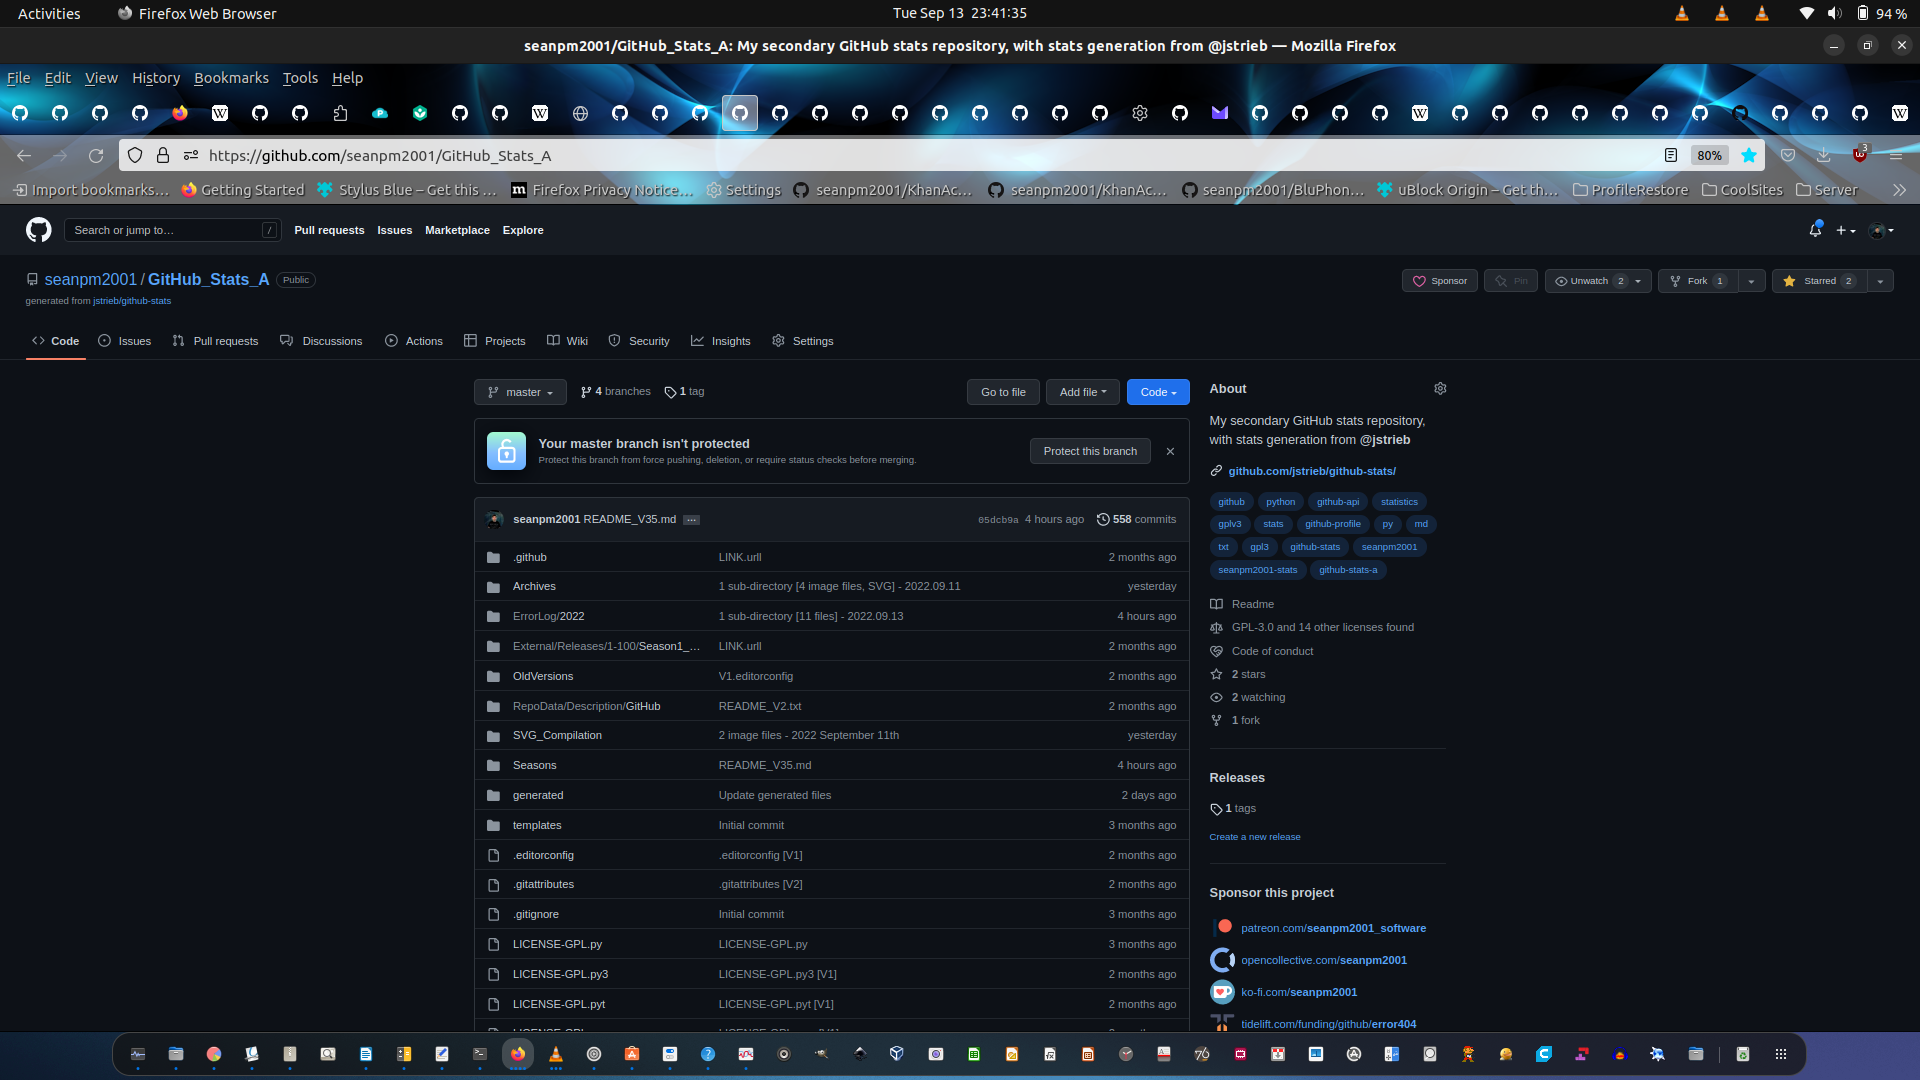 Activities
Firefox Web Browser
Tue Sep 13 23:41:35
94 %
seanpm2001/GitHub_Stats_A: My secondary GitHub stats repository, with stats generation from @jstrieb — Mozilla Firefox
File Edit View History Bookmarks Tools Help
https://github.com/seanpm2001/GitHub_Stats_A
80%
3
Import bookmarks… Getting Started Stylus Blue – Get this … Firefox Privacy Notice… Settings seanpm2001/KhanAc… seanpm2001/KhanAc… seanpm2001/BluPhon… uBlock Origin – Get th… ProfileRestore CoolSites Server
Search or jump to… /
Pull requests Issues Marketplace Explore
seanpm2001 / GitHub_Stats_A Public
generated from jstrieb/github-stats
Sponsor Pin Unwatch 2 Fork 1 Starred 2
Code Issues Pull requests Discussions Actions Projects Wiki Security Insights Settings
master 4 branches 1 tag
Go to file Add file Code
Your master branch isn't protected
Protect this branch from force pushing, deletion, or require status checks before merging.
Protect this branch
seanpm2001 README_V35.md … 05dcb9a 4 hours ago 558 commits
.github LINK.urll 2 months ago
Archives 1 sub-directory [4 image files, SVG] - 2022.09.11 yesterday
ErrorLog/2022 1 sub-directory [11 files] - 2022.09.13 4 hours ago
External/Releases/1-100/Season1_… LINK.urll 2 months ago
OldVersions V1.editorconfig 2 months ago
RepoData/Description/GitHub README_V2.txt 2 months ago
SVG_Compilation 2 image files - 2022 September 11th yesterday
Seasons README_V35.md 4 hours ago
generated Update generated files 2 days ago
templates Initial commit 3 months ago
.editorconfig .editorconfig [V1] 2 months ago
.gitattributes .gitattributes [V2] 2 months ago
.gitignore Initial commit 3 months ago
LICENSE-GPL.py LICENSE-GPL.py 3 months ago
LICENSE-GPL.py3 LICENSE-GPL.py3 [V1] 2 months ago
LICENSE-GPL.pyt LICENSE-GPL.pyt [V1] 2 months ago
About
My secondary GitHub stats repository,
with stats generation from @jstrieb
github.com/jstrieb/github-stats/
github python github-api statistics
gplv3 stats github-profile py md
txt gpl3 github-stats seanpm2001
seanpm2001-stats github-stats-a
Readme
GPL-3.0 and 14 other licenses found
Code of conduct
2 stars
2 watching
1 fork
Releases
1 tags
Create a new release
Sponsor this project
patreon.com/seanpm2001_software
opencollective.com/seanpm2001
ko-fi.com/seanpm2001
tidelift.com/funding/github/error404